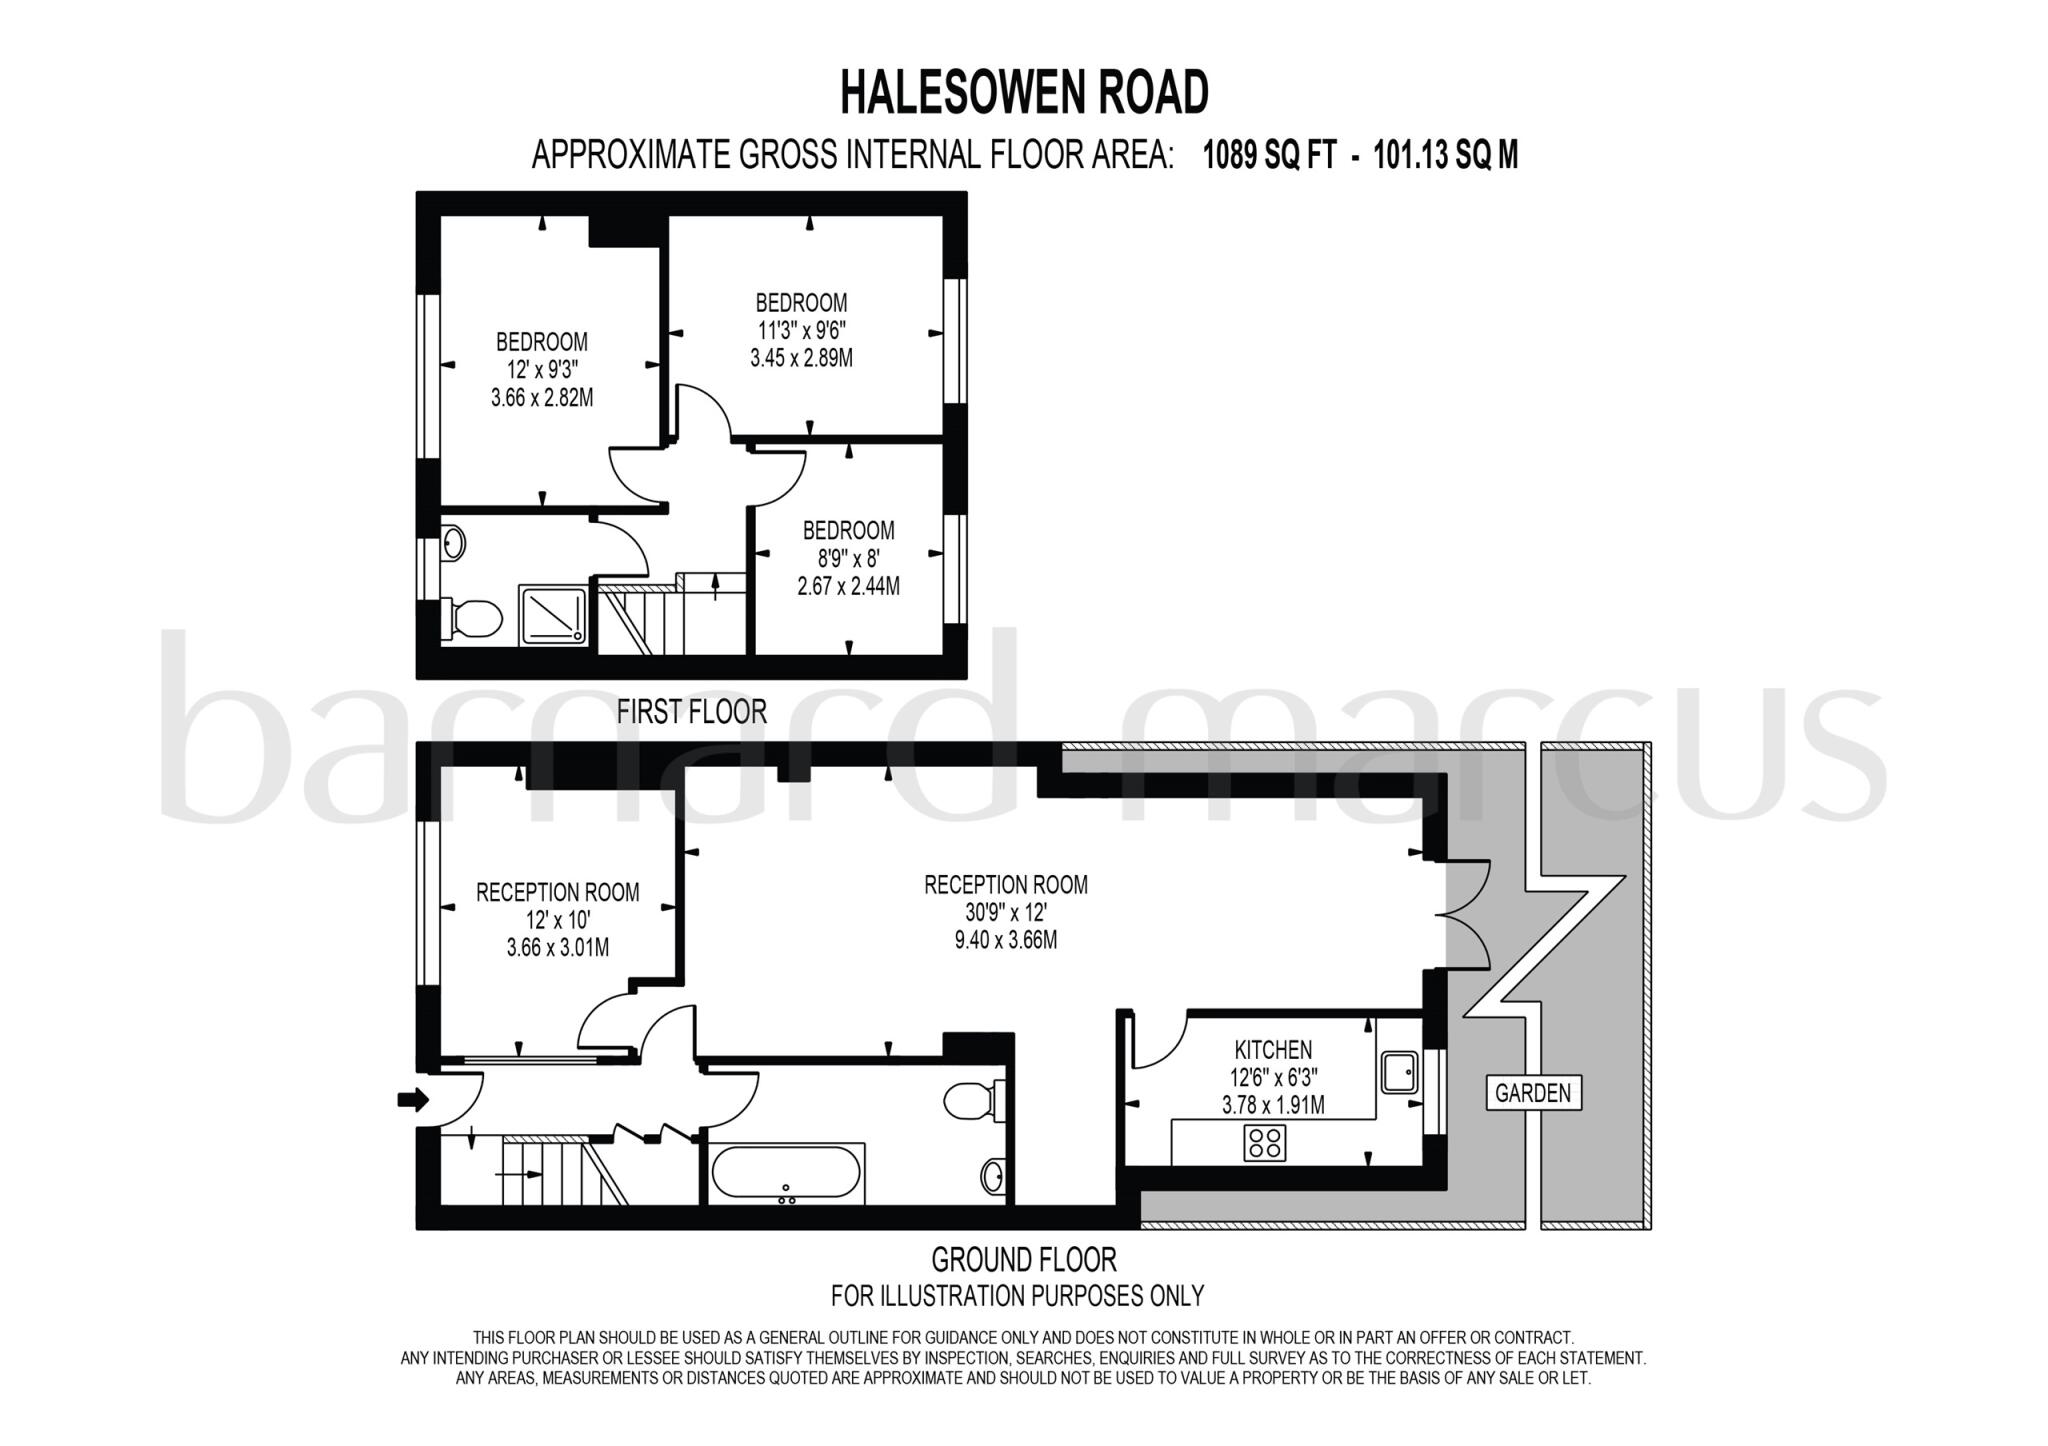 HALESOWEN ROAD
APPROXIMATE GROSS INTERNAL FLOOR AREA: 1089 SQ FT - 101.13 SQ M
BEDROOM
12' x 9'3"
3.66 x 2.82M
BEDROOM
11'3" x 9'6"
3.45 x 2.89M
BEDROOM
8'9" x 8'
2.67 x 2.44M
FIRST FLOOR
barnard marcus
RECEPTION ROOM
12' x 10'
3.66 x 3.01M
RECEPTION ROOM
30'9" x 12'
9.40 x 3.66M
KITCHEN
12'6" x 6'3"
3.78 x 1.91M
GARDEN
GROUND FLOOR
FOR ILLUSTRATION PURPOSES ONLY
THIS FLOOR PLAN SHOULD BE USED AS A GENERAL OUTLINE FOR GUIDANCE ONLY AND DOES NOT CONSTITUTE IN WHOLE OR IN PART AN OFFER OR CONTRACT.
ANY INTENDING PURCHASER OR LESSEE SHOULD SATISFY THEMSELVES BY INSPECTION, SEARCHES, ENQUIRIES AND FULL SURVEY AS TO THE CORRECTNESS OF EACH STATEMENT.
ANY AREAS, MEASUREMENTS OR DISTANCES QUOTED ARE APPROXIMATE AND SHOULD NOT BE USED TO VALUE A PROPERTY OR BE THE BASIS OF ANY SALE OR LET.